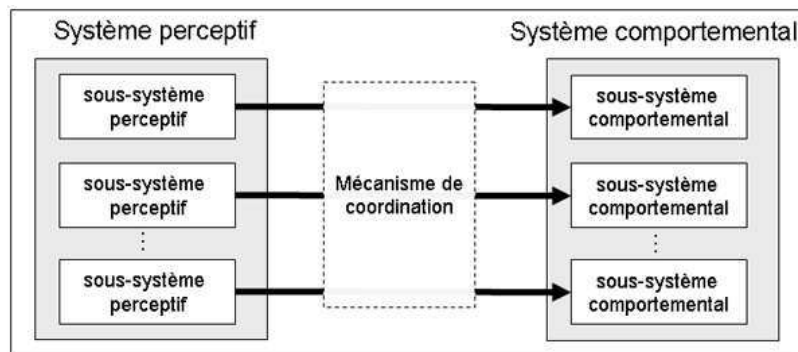 Système perceptif
Système comportemental
sous-système
perceptif
sous-système
comportemental
sous-système
perceptif
Mécanisme de
coordination
sous-système
comportemental
sous-système
perceptif
sous-système
comportemental